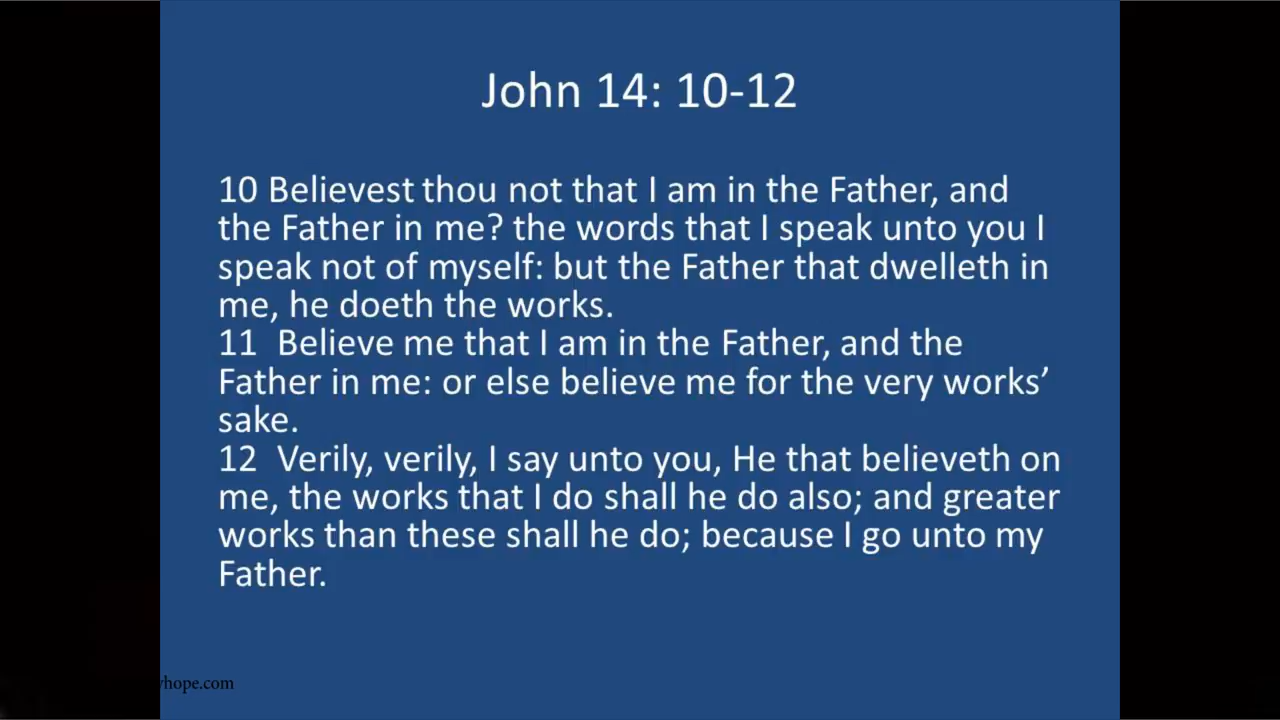 John 14: 10-12
10 Believest thou not that I am in the Father, and
the Father in me? the words that I speak unto you I
speak not of myself: but the Father that dwelleth in
me, he doeth the works.
11  Believe me that I am in the Father, and the
Father in me: or else believe me for the very works’
sake.
12  Verily, verily, I say unto you, He that believeth on
me, the works that I do shall he do also; and greater
works than these shall he do; because I go unto my
Father.
yhope.com